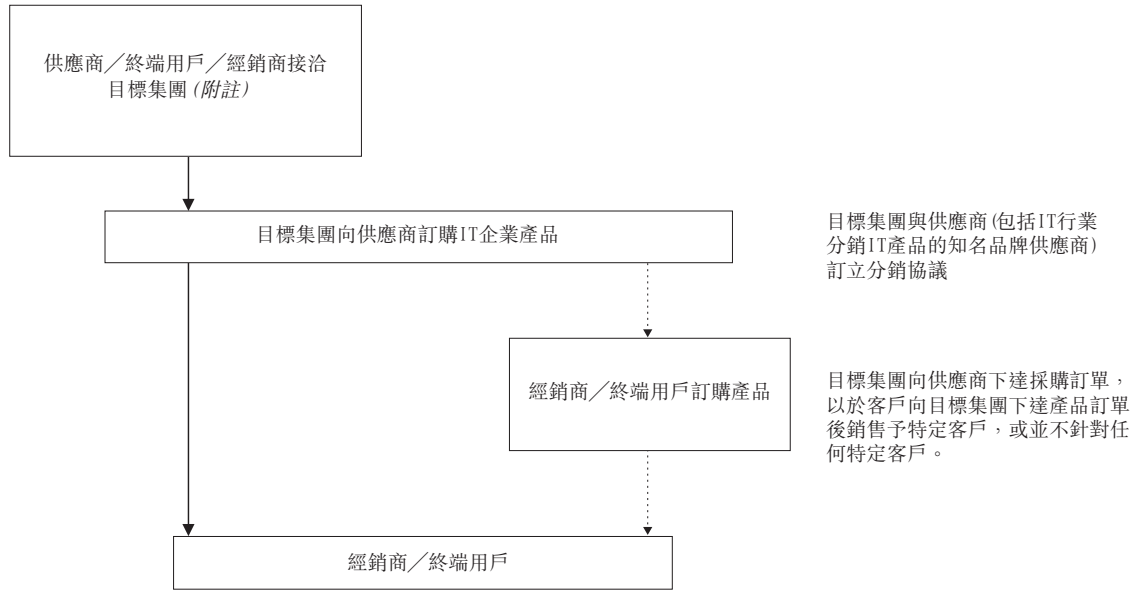 供應商／終端用戶／經銷商接洽
目標集團(附註)
目標集團向供應商訂購IT企業產品
目標集團與供應商(包括IT行業
分銷IT產品的知名品牌供應商)
訂立分銷協議
經銷商／終端用戶訂購產品
目標集團向供應商下達採購訂單，
以於客戶向目標集團下達產品訂單
後銷售予特定客戶，或並不針對任
何特定客戶。
經銷商／終端用戶